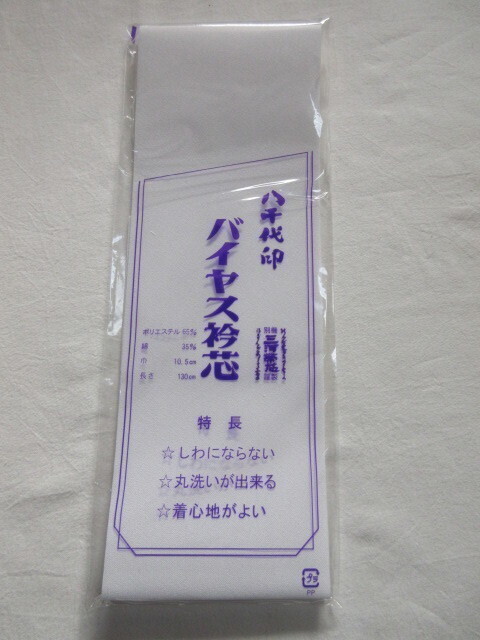 八千代印
バイヤス衿芯
ポリエステル 65%
綿 35%
巾 10.5cm
長さ 130cm
特長
☆しわにならない
☆丸洗いが出来る
☆着心地がよい
プラ
PP